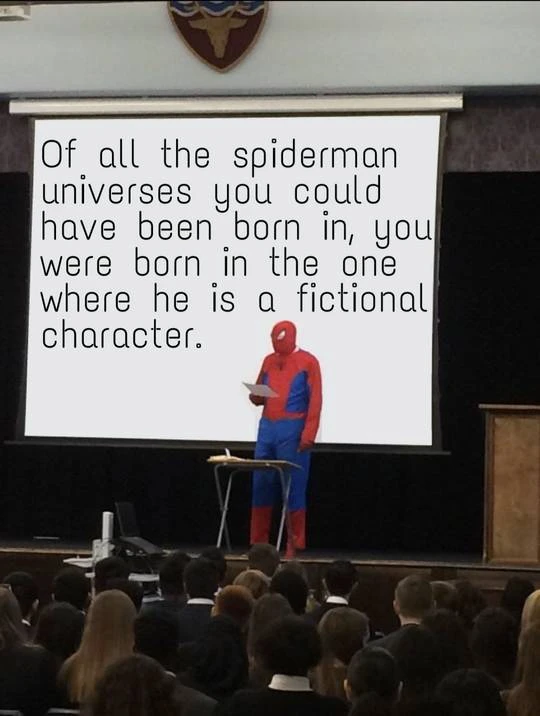 Of all the spiderman
universes you could
have been born in, you
were born in the one
where he is a fictional
character.